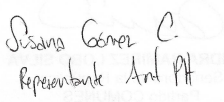 Susana Gómez C.
Representante Ant PH